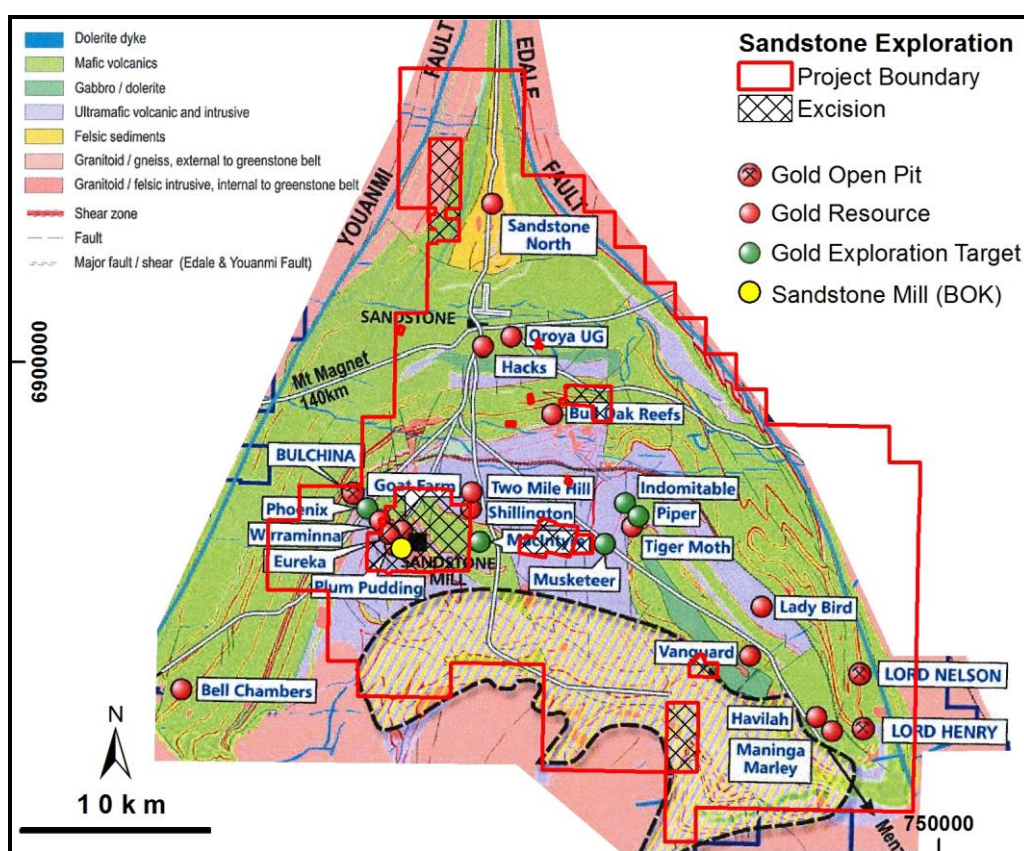 Dolerite dyke
Mafic volcanics
Gabbro / dolerite
Ultramafic volcanic and intrusive
Felsic sediments
Granitoid / gneiss, external to greenstone belt
Granitoid / felsic intrusive, internal to greenstone belt
Shear zone
Fault
Major fault / shear (Edale & Youanmi Fault)
Sandstone Exploration
Project Boundary
Excision
Gold Open Pit
Gold Resource
Gold Exploration Target
Sandstone Mill (BOK)
YOUANMI
FAULT
EDALE
FAULT
Sandstone
North
SANDSTONE
Oroya UG
Hacks
Mt Magnet
140km
6900000
Oak Reefs
BULCHINA
Goat Farm
Two Mile Hill
Indomitable
Phoenix
Shillington
Piper
Wirraminna
MacIntyre
Tiger Moth
Eureka
SANDSTONE
MILL
Musketeer
Plum Pudding
Lady Bird
Vanguard
LORD NELSON
Bell Chambers
Havilah
LORD HENRY
Maninga
Marley
N
10km
750000